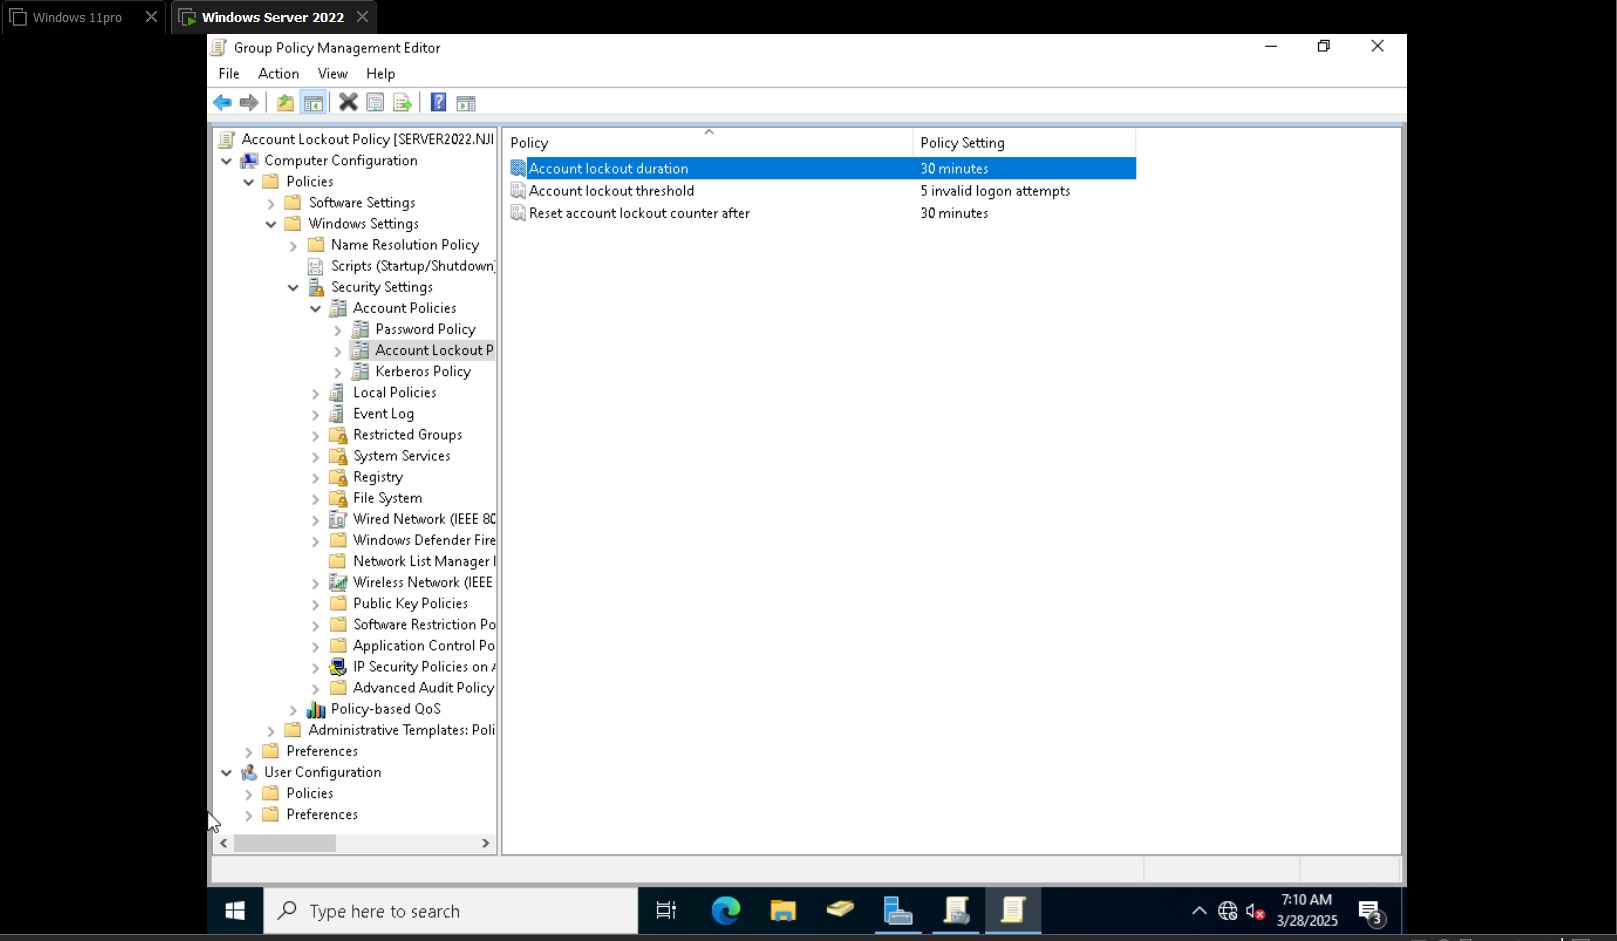 Windows 11pro
Windows Server 2022
Group Policy Management Editor
File Action View Help
Account Lockout Policy [SERVER2022.NJI
Computer Configuration
Policies
Software Settings
Windows Settings
Name Resolution Policy
Scripts (Startup/Shutdown)
Security Settings
Account Policies
Password Policy
Account Lockout P
Kerberos Policy
Local Policies
Event Log
Restricted Groups
System Services
Registry
File System
Wired Network (IEEE 80
Windows Defender Fire
Network List Manager
Wireless Network (IEEE
Public Key Policies
Software Restriction Po
Application Control Po
IP Security Policies on A
Advanced Audit Policy
Policy-based QoS
Administrative Templates: Poli
Preferences
User Configuration
Policies
Preferences
Policy Policy Setting
Account lockout duration 30 minutes
Account lockout threshold 5 invalid logon attempts
Reset account lockout counter after 30 minutes
Type here to search
7:10 AM
3/28/2025
3